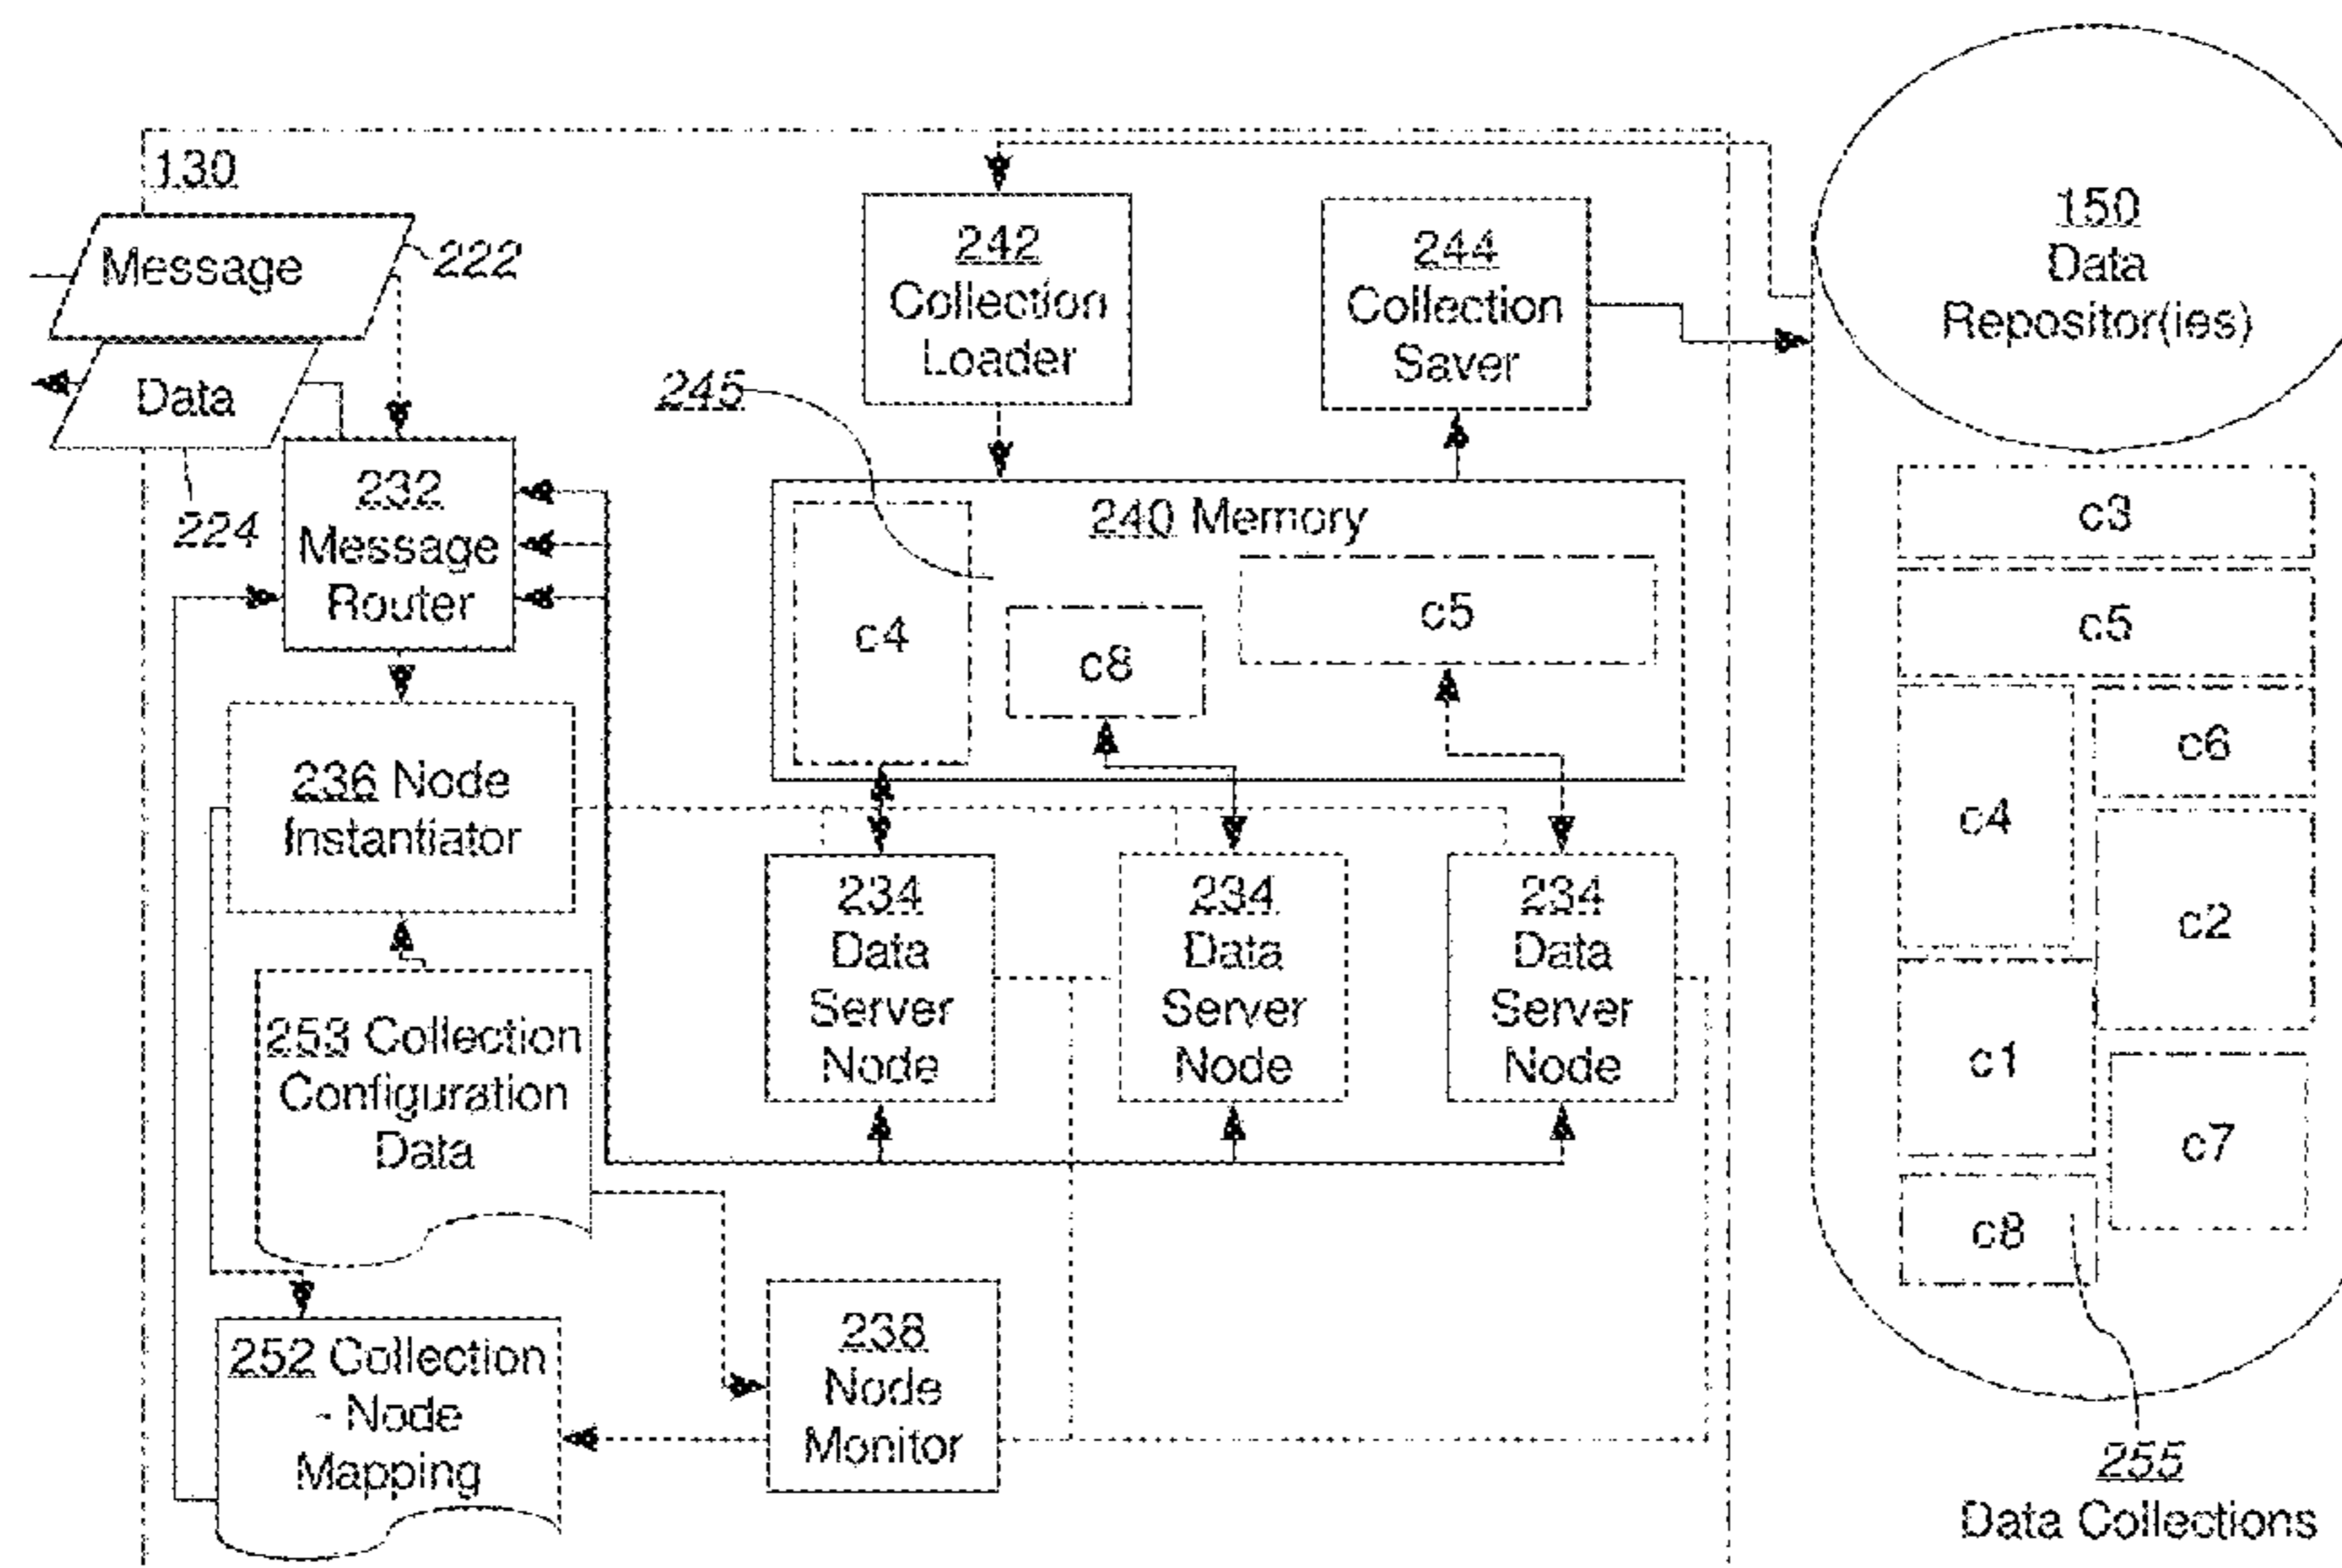 130
Message
222
Data
224
232
Message
Router
236 Node
Instantiator
253 Collection
Configuration
Data
252 Collection
- Node
Mapping
242
Collection
Loader
244
Collection
Saver
245
240 Memory
c4
c8
c5
234
Data
Server
Node
234
Data
Server
Node
234
Data
Server
Node
238
Node
Monitor
150
Data
Repositor(ies)
c3
c5
c4
c6
c2
c1
c7
c8
255
Data Collections